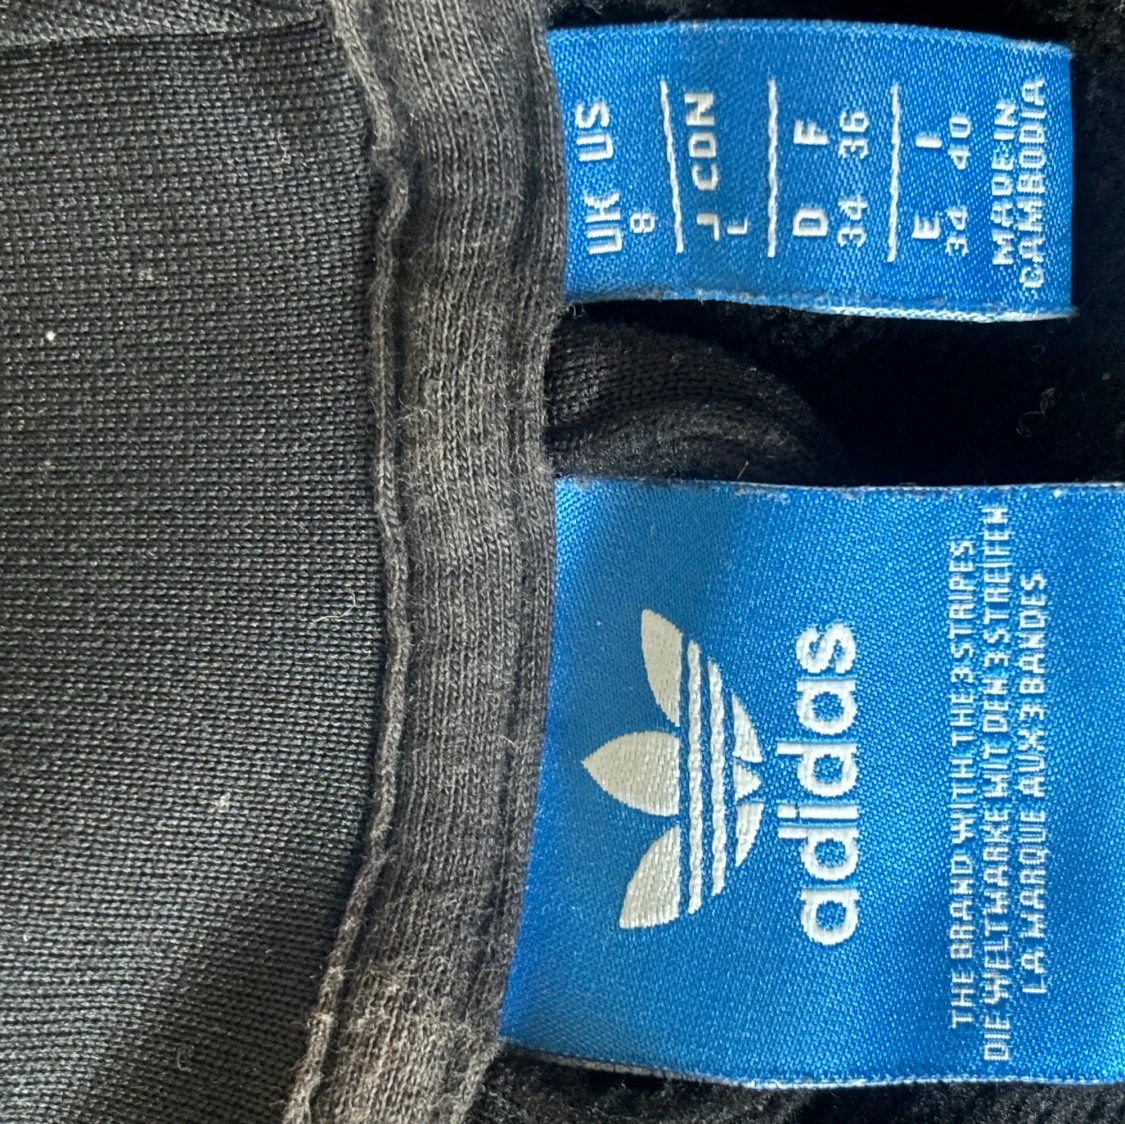 UK US
8
J CDN
L
D F
34 36
E I
34 40
MADE IN
CAMBODIA
adidas
THE BRAND WITH THE 3 STRIPES
DIE WELTMARKE MIT DEN 3 STREIFEN
LA MARQUE AUX 3 BANDES